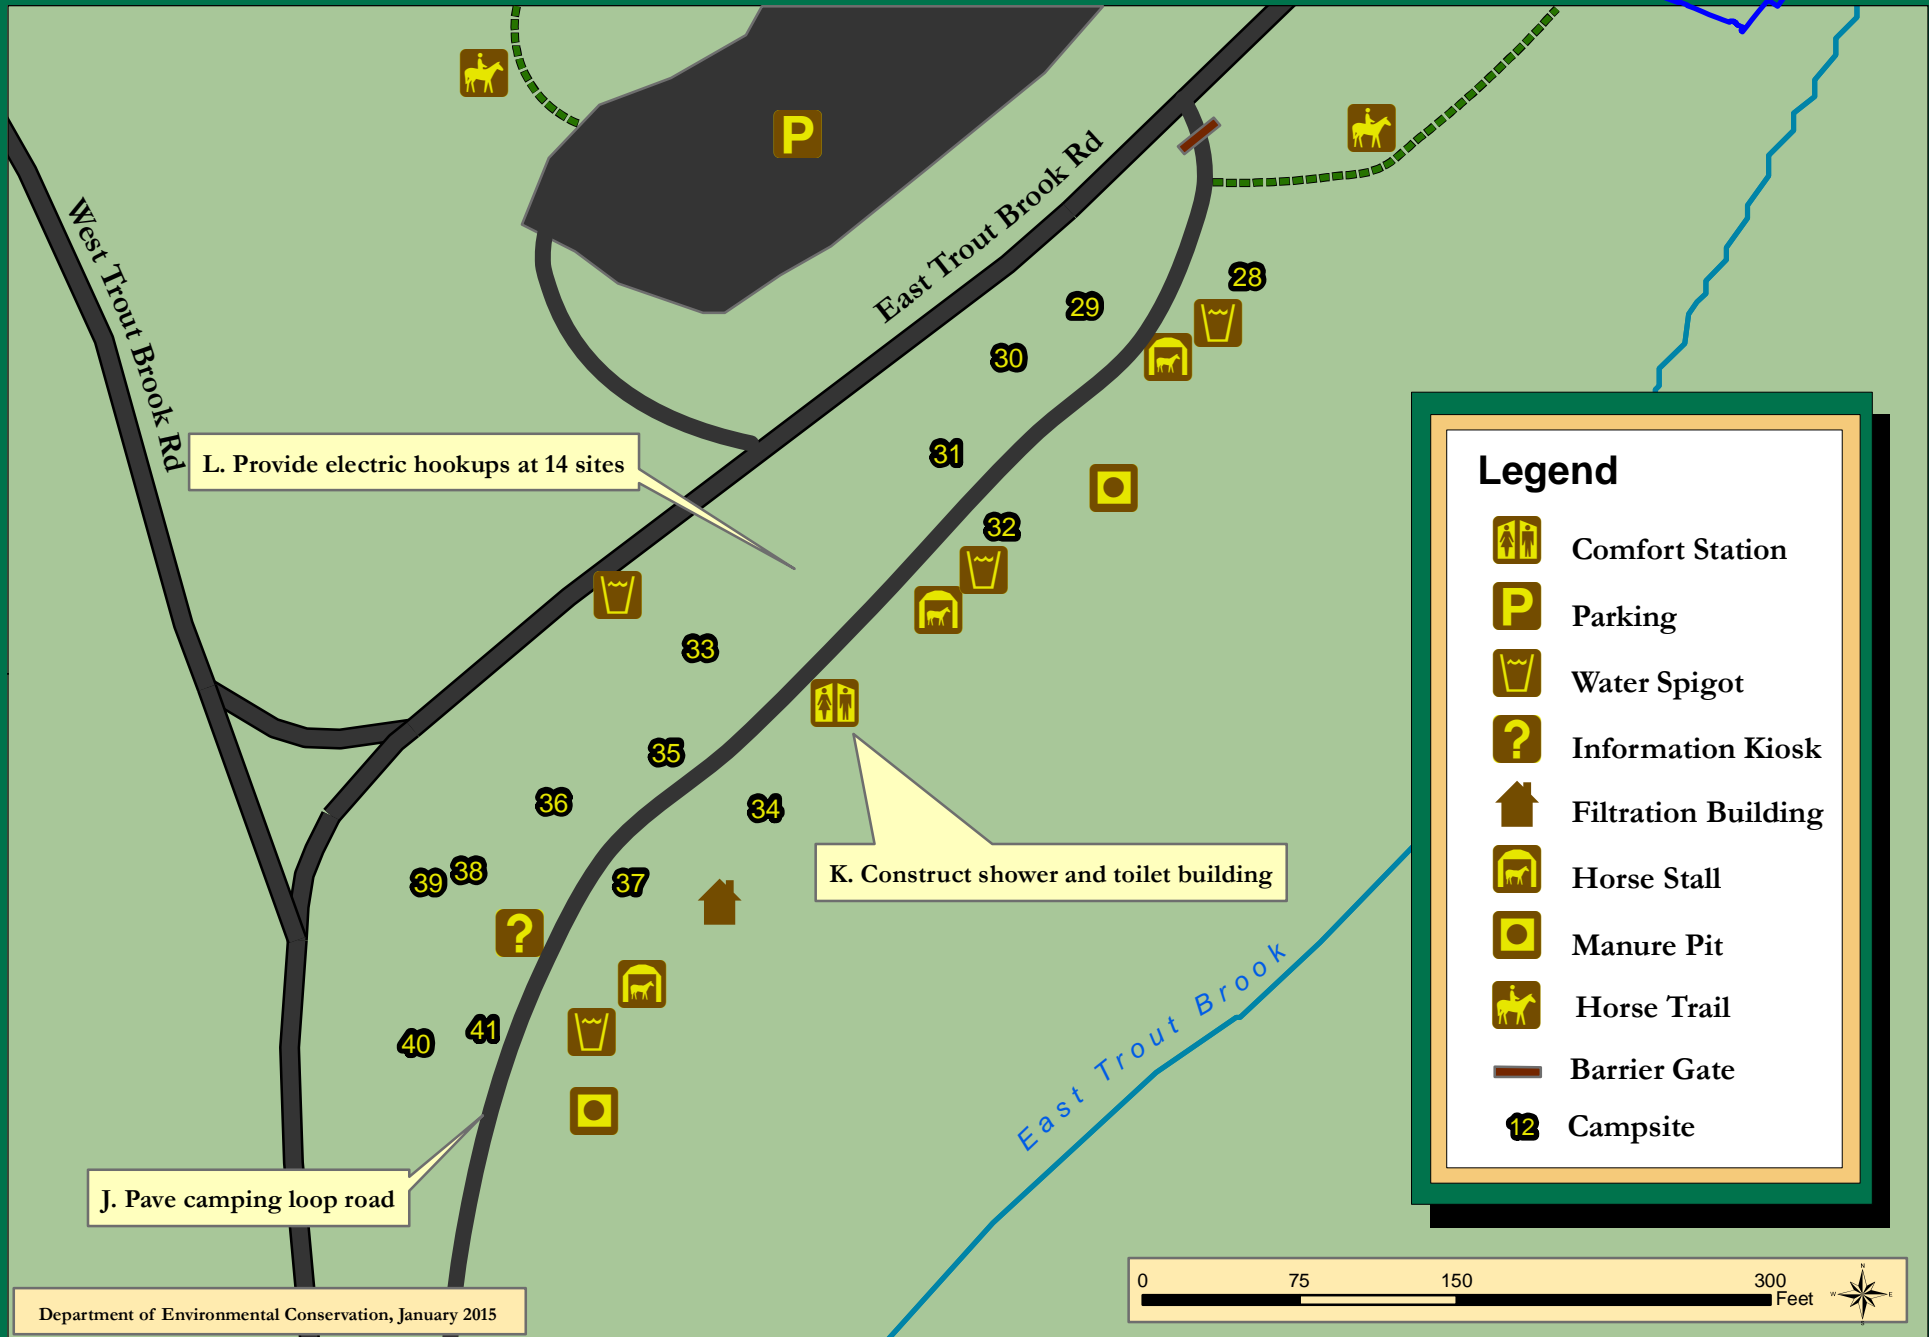 P
West Trout Brook Rd
East Trout Brook Rd
28
29
30
31
32
L. Provide electric hookups at 14 sites
33
35
36
34
39
38
37
K. Construct shower and toilet building
?
40
41
East Trout Brook
J. Pave camping loop road
Department of Environmental Conservation, January 2015
Legend
Comfort Station
P Parking
Water Spigot
? Information Kiosk
Filtration Building
Horse Stall
Manure Pit
Horse Trail
Barrier Gate
12 Campsite
0 75 150 300
Feet
N
W E
S